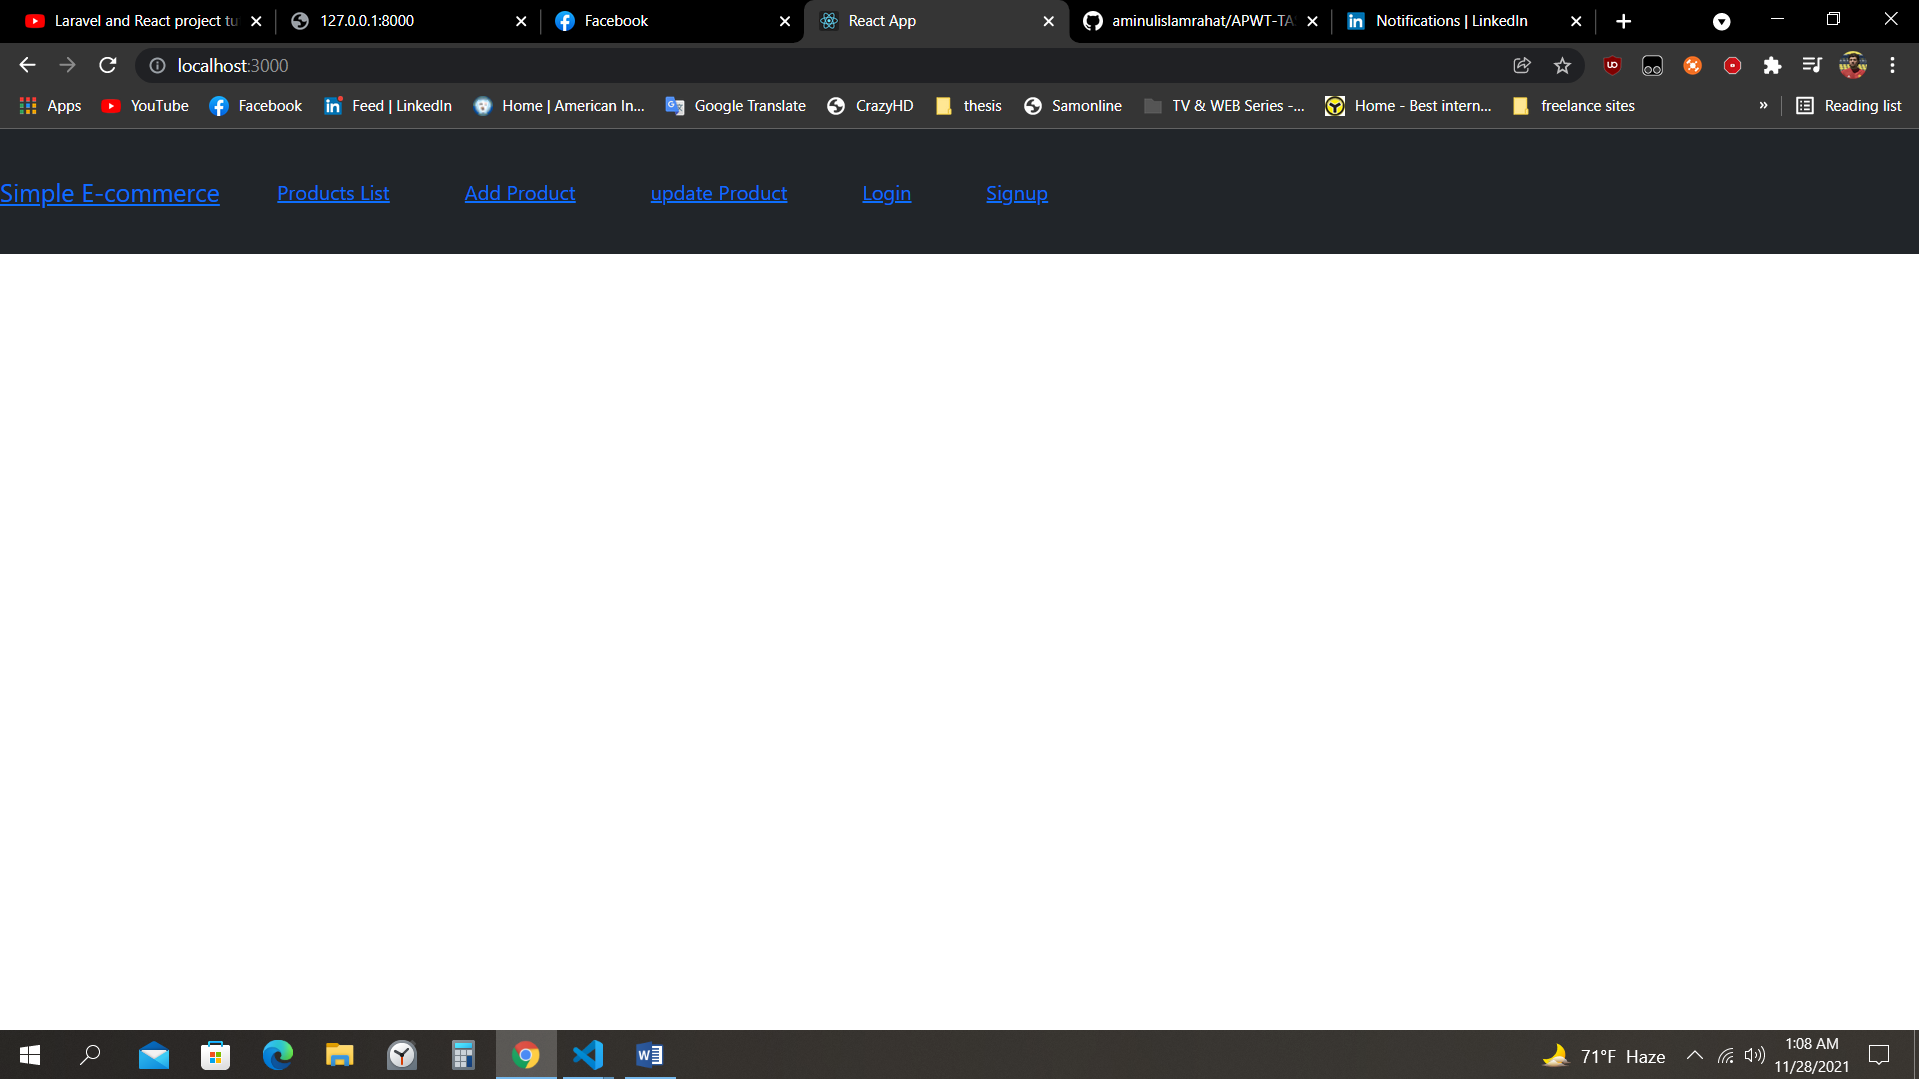 Laravel and React project tu
127.0.0.1:8000
Facebook
React App
aminulislamrahat/APWT-TA
Notifications | LinkedIn
localhost:3000
Apps
YouTube
Facebook
Feed | LinkedIn
Home | American In...
Google Translate
CrazyHD
thesis
Samonline
TV & WEB Series -...
Home - Best intern...
freelance sites
»
Reading list
Simple E-commerce
Products List
Add Product
update Product
Login
Signup
71°F Haze
1:08 AM
11/28/2021